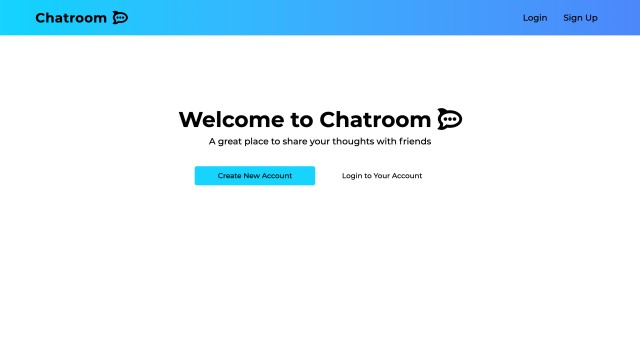 Chatroom
Login Sign Up
Welcome to Chatroom
A great place to share your thoughts with friends
Create New Account Login to Your Account